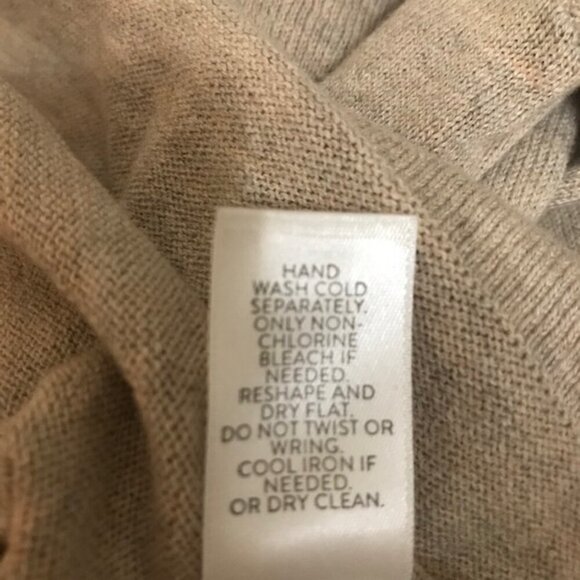 HAND
WASH COLD
SEPARATELY.
ONLY NON-
CHLORINE
BLEACH IF
NEEDED.
RESHAPE AND
DRY FLAT.
DO NOT TWIST OR
WRING.
COOL IRON IF
NEEDED.
OR DRY CLEAN.